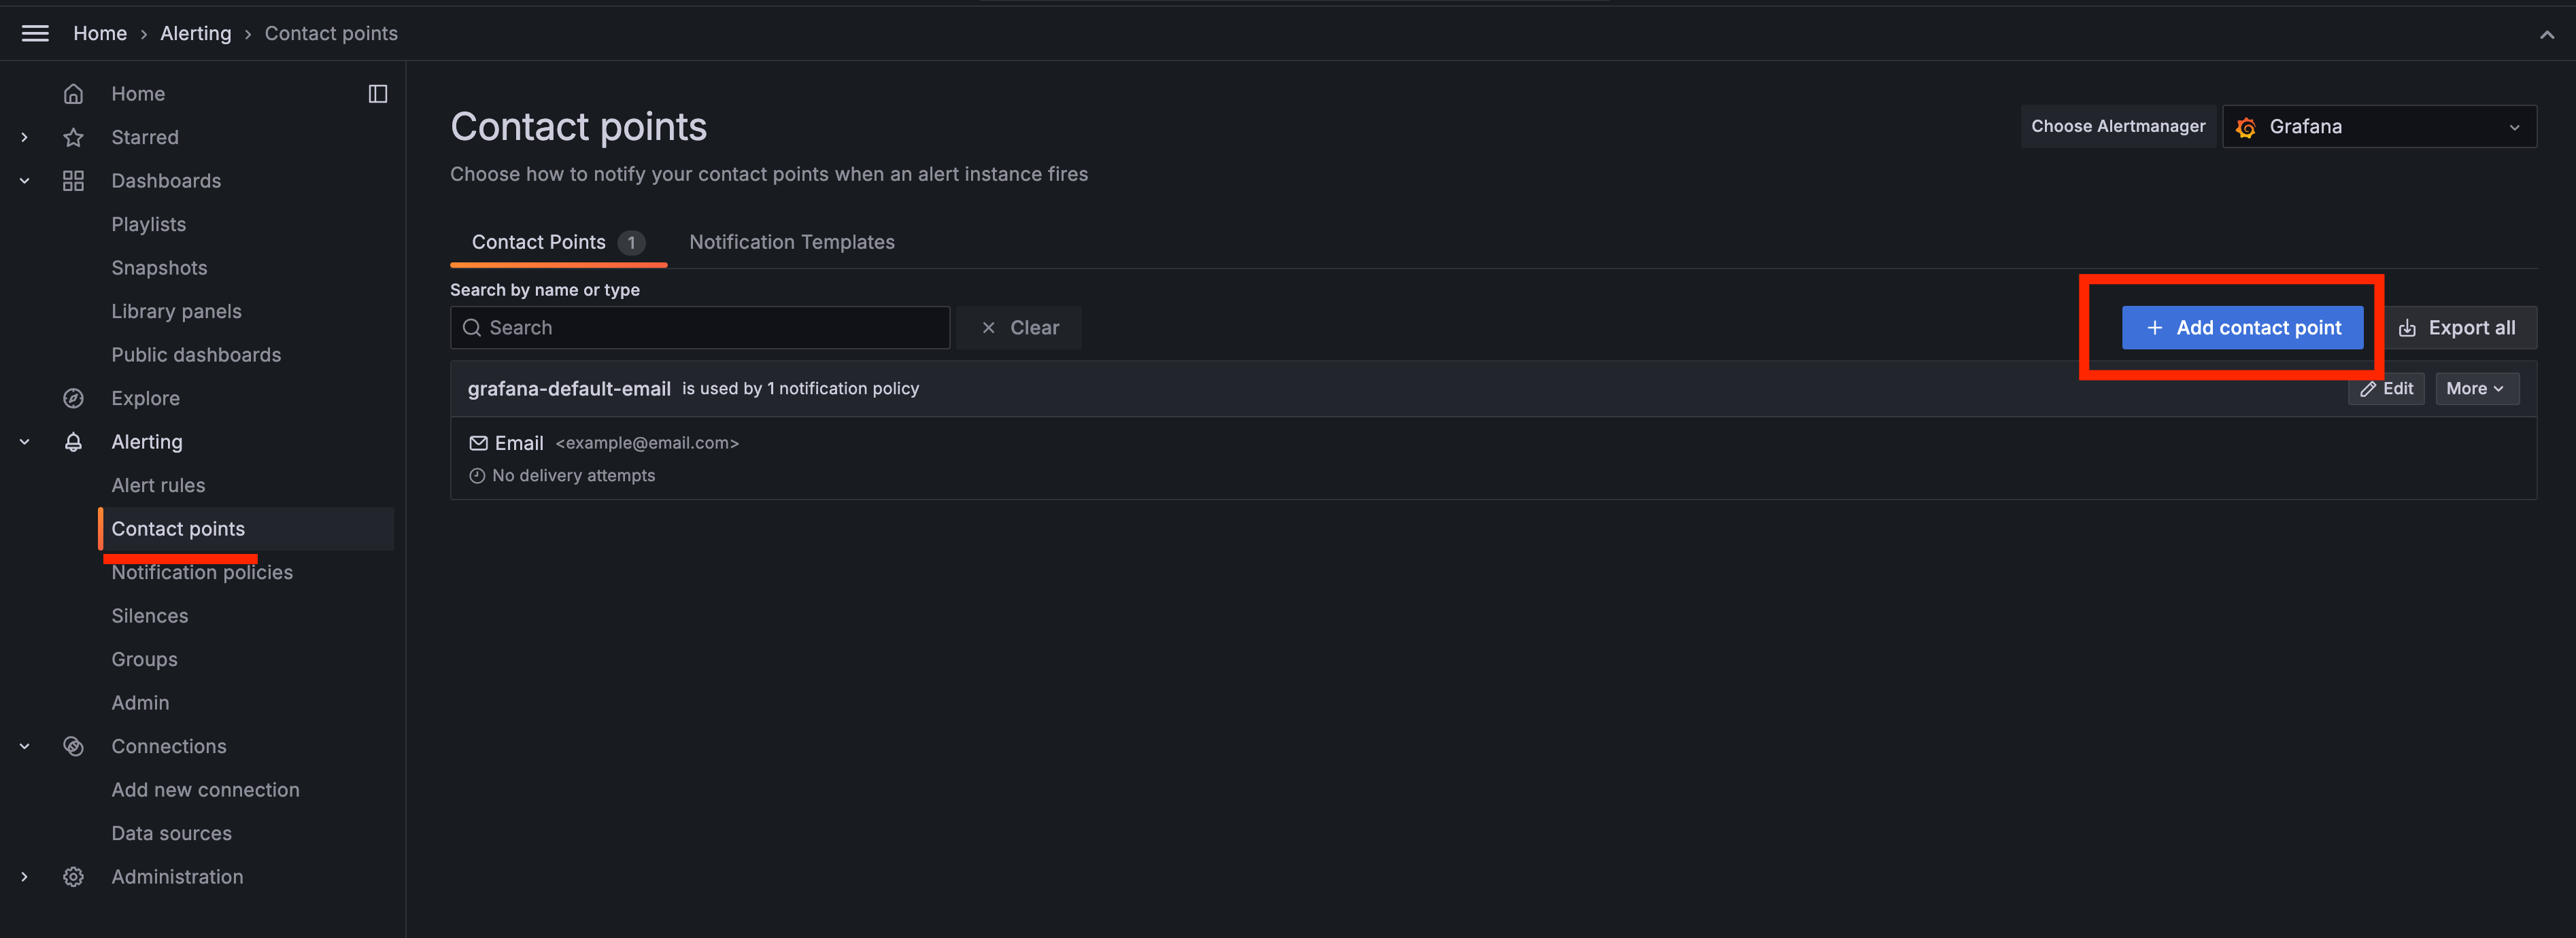 Home › Alerting › Contact points
Home
Starred
Dashboards
Playlists
Snapshots
Library panels
Public dashboards
Explore
Alerting
Alert rules
Contact points
Notification policies
Silences
Groups
Admin
Connections
Add new connection
Data sources
Administration
Contact points
Choose Alertmanager Grafana
Choose how to notify your contact points when an alert instance fires
Contact Points 1 Notification Templates
Search by name or type
Search Clear + Add contact point Export all
grafana-default-email is used by 1 notification policy Edit More
Email <example@email.com>
No delivery attempts